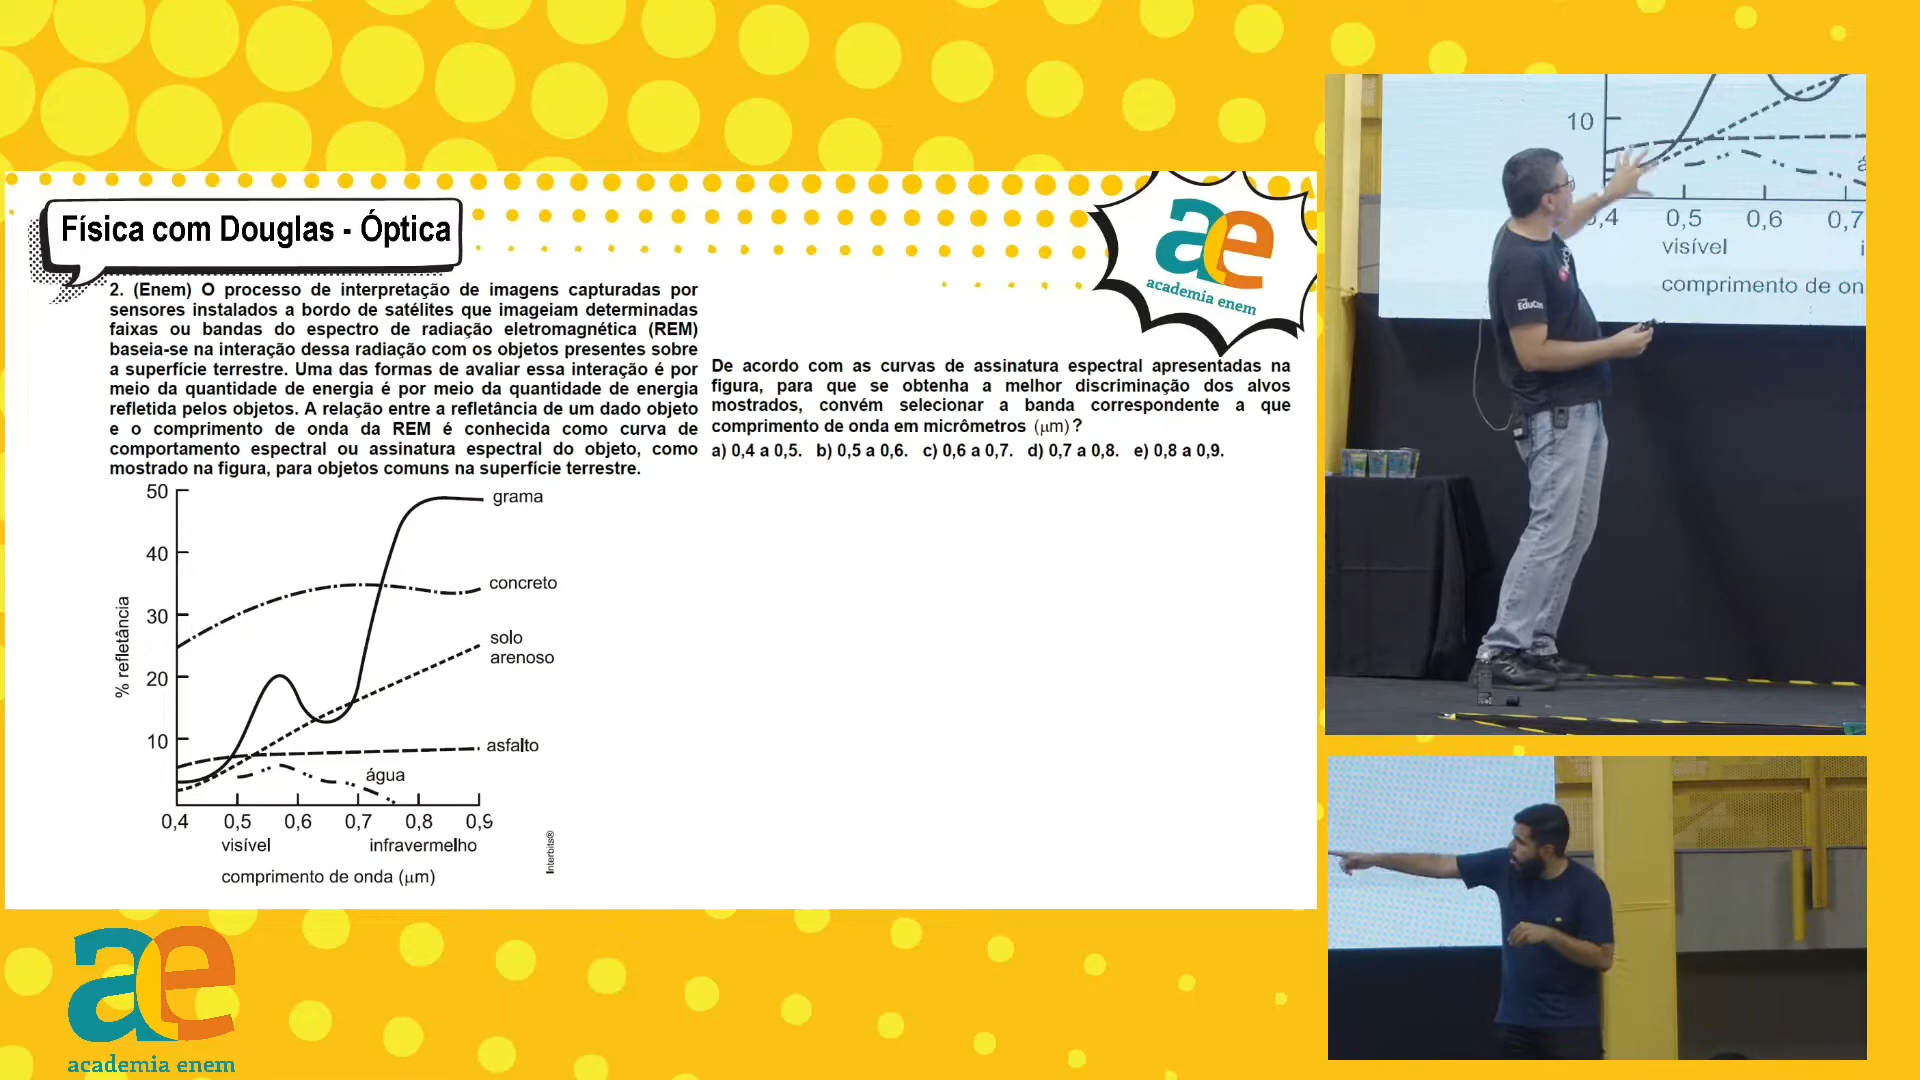 Física com Douglas - Óptica
ae
academia enem
2. (Enem) O processo de interpretação de imagens capturadas por
sensores instalados a bordo de satélites que imageiam determinadas
faixas ou bandas do espectro de radiação eletromagnética (REM)
baseia-se na interação dessa radiação com os objetos presentes sobre
a superfície terrestre. Uma das formas de avaliar essa interação é por
meio da quantidade de energia é por meio da quantidade de energia
refletida pelos objetos. A relação entre a refletância de um dado objeto
e o comprimento de onda da REM é conhecida como curva de
comportamento espectral ou assinatura espectral do objeto, como
mostrado na figura, para objetos comuns na superfície terrestre.
50
40
30
20
10
% refletância
grama
concreto
solo
arenoso
asfalto
água
0,4 0,5 0,6 0,7 0,8 0,9
visível infravermelho
comprimento de onda (μm)
Interbits®
De acordo com as curvas de assinatura espectral apresentadas na
figura, para que se obtenha a melhor discriminação dos alvos
mostrados, convém selecionar a banda correspondente a que
comprimento de onda em micrômetros (μm)?
a) 0,4 a 0,5. b) 0,5 a 0,6. c) 0,6 a 0,7. d) 0,7 a 0,8. e) 0,8 a 0,9.
10
0,4 0,5 0,6 0,7
visível
comprimento de on
ae
academia enem